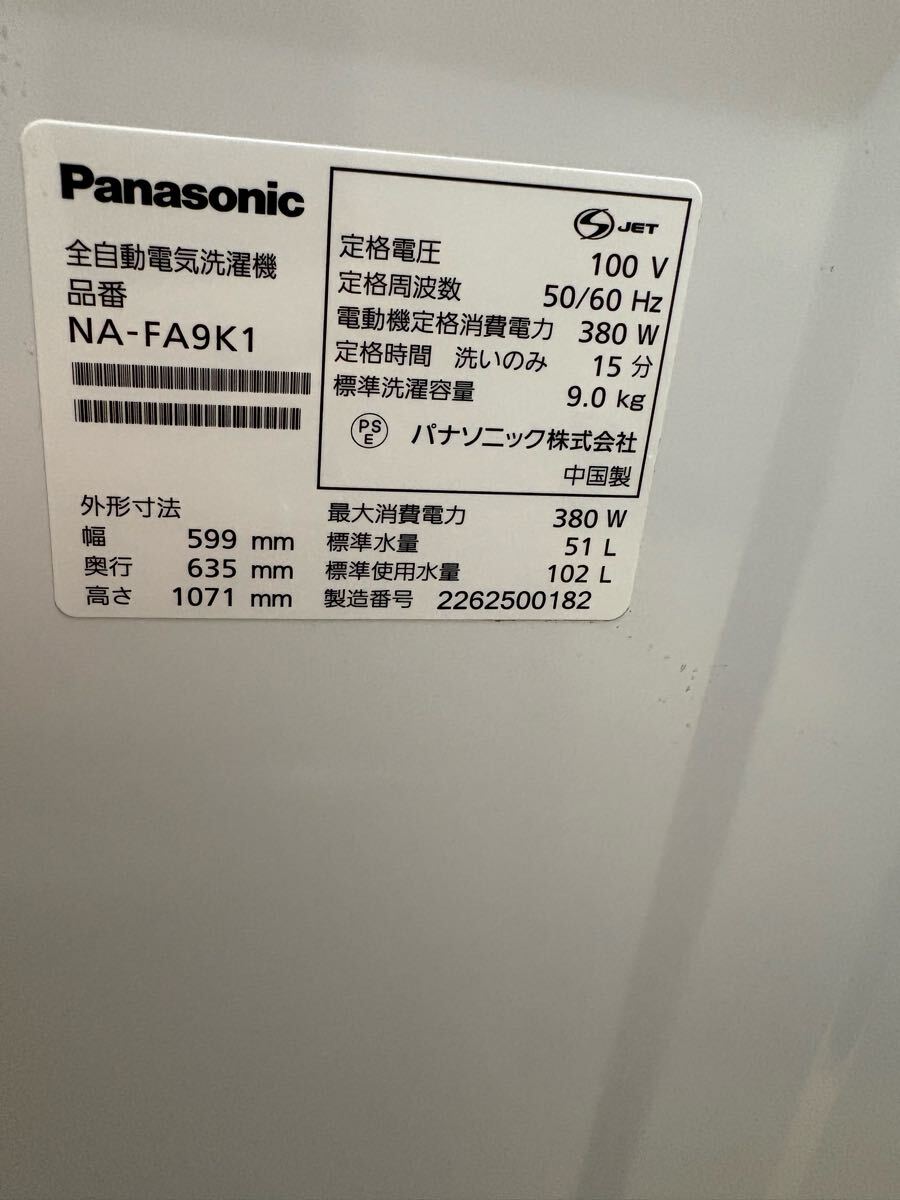 Panasonic
全自動電気洗濯機
品番
NA-FA9K1
JET
定格電圧 100 V
定格周波数 50/60 Hz
電動機定格消費電力 380 W
定格時間 洗いのみ 15 分
標準洗濯容量 9.0 kg
PS
E
パナソニック株式会社
中国製
外形寸法
幅 599 mm
奥行 635 mm
高さ 1071 mm
最大消費電力 380 W
標準水量 51 L
標準使用水量 102 L
製造番号 2262500182